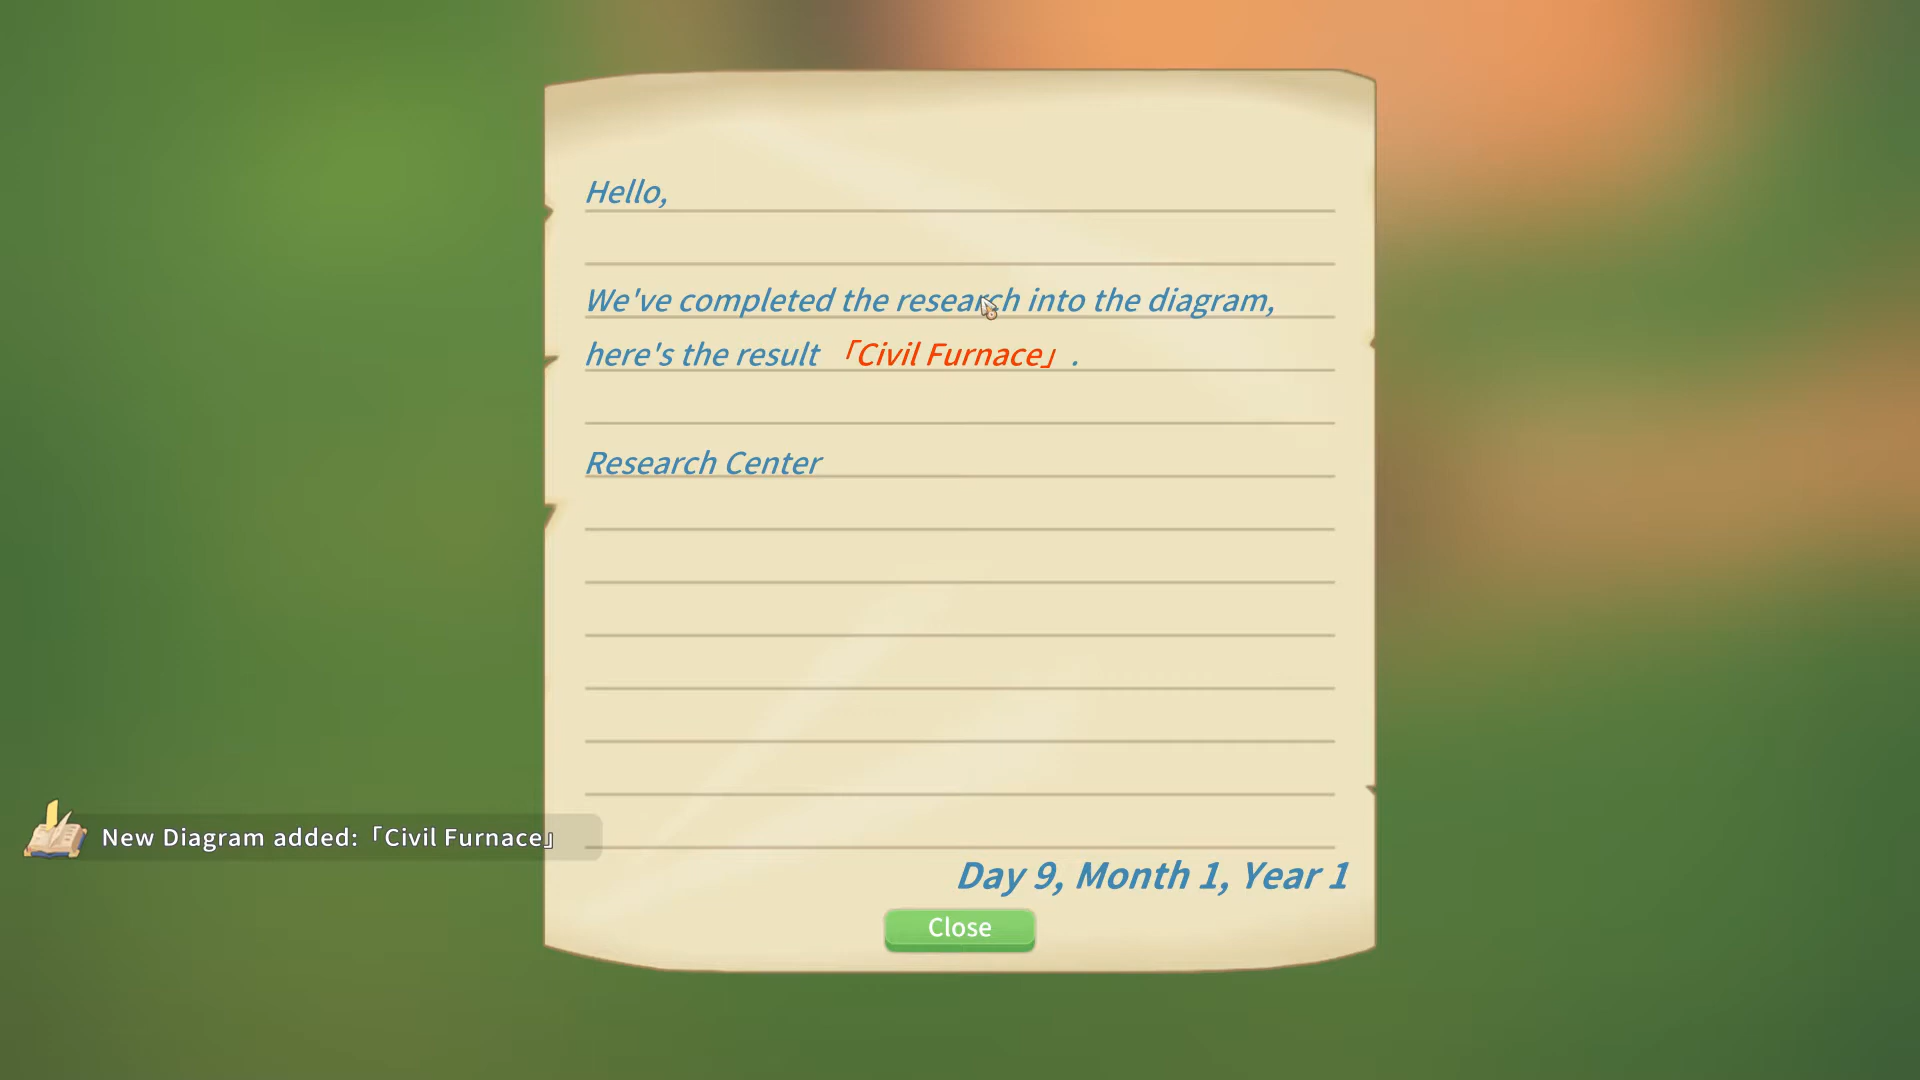 Hello,
We've completed the research into the diagram,
here's the result 「Civil Furnace」 .
Research Center
New Diagram added:「Civil Furnace」
Day 9, Month 1, Year 1
Close